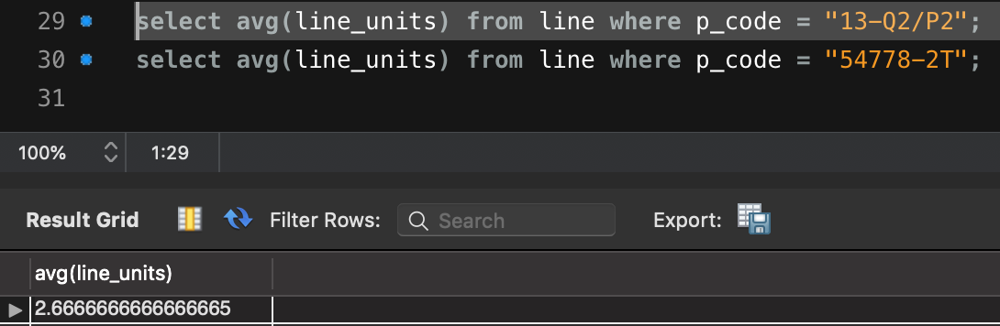 29 select avg(line_units) from line where p_code = "13-Q2/P2";
30 select avg(line_units) from line where p_code = "54778-2T";
31
100% 1:29
Result Grid Filter Rows: Search Export:
avg(line_units)
2.6666666666666665